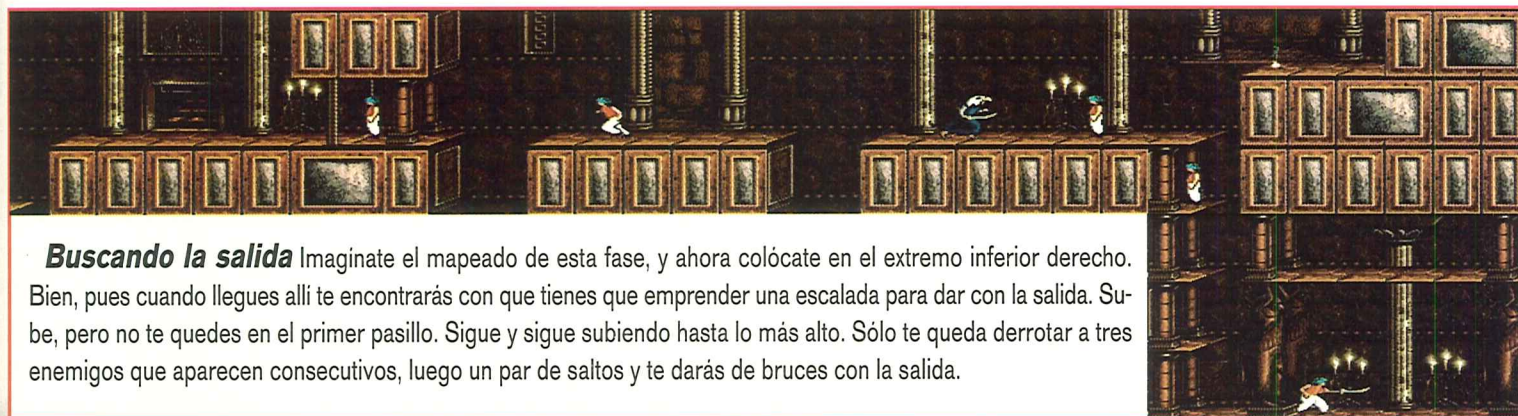 Buscando la salida Imagínate el mapeado de esta fase, y ahora colócate en el extremo inferior derecho.
Bien, pues cuando llegues allí te encontrarás con que tienes que emprender una escalada para dar con la salida. Su-
be, pero no te quedes en el primer pasillo. Sigue y sigue subiendo hasta lo más alto. Sólo te queda derrotar a tres
enemigos que aparecen consecutivos, luego un par de saltos y te darás de bruces con la salida.